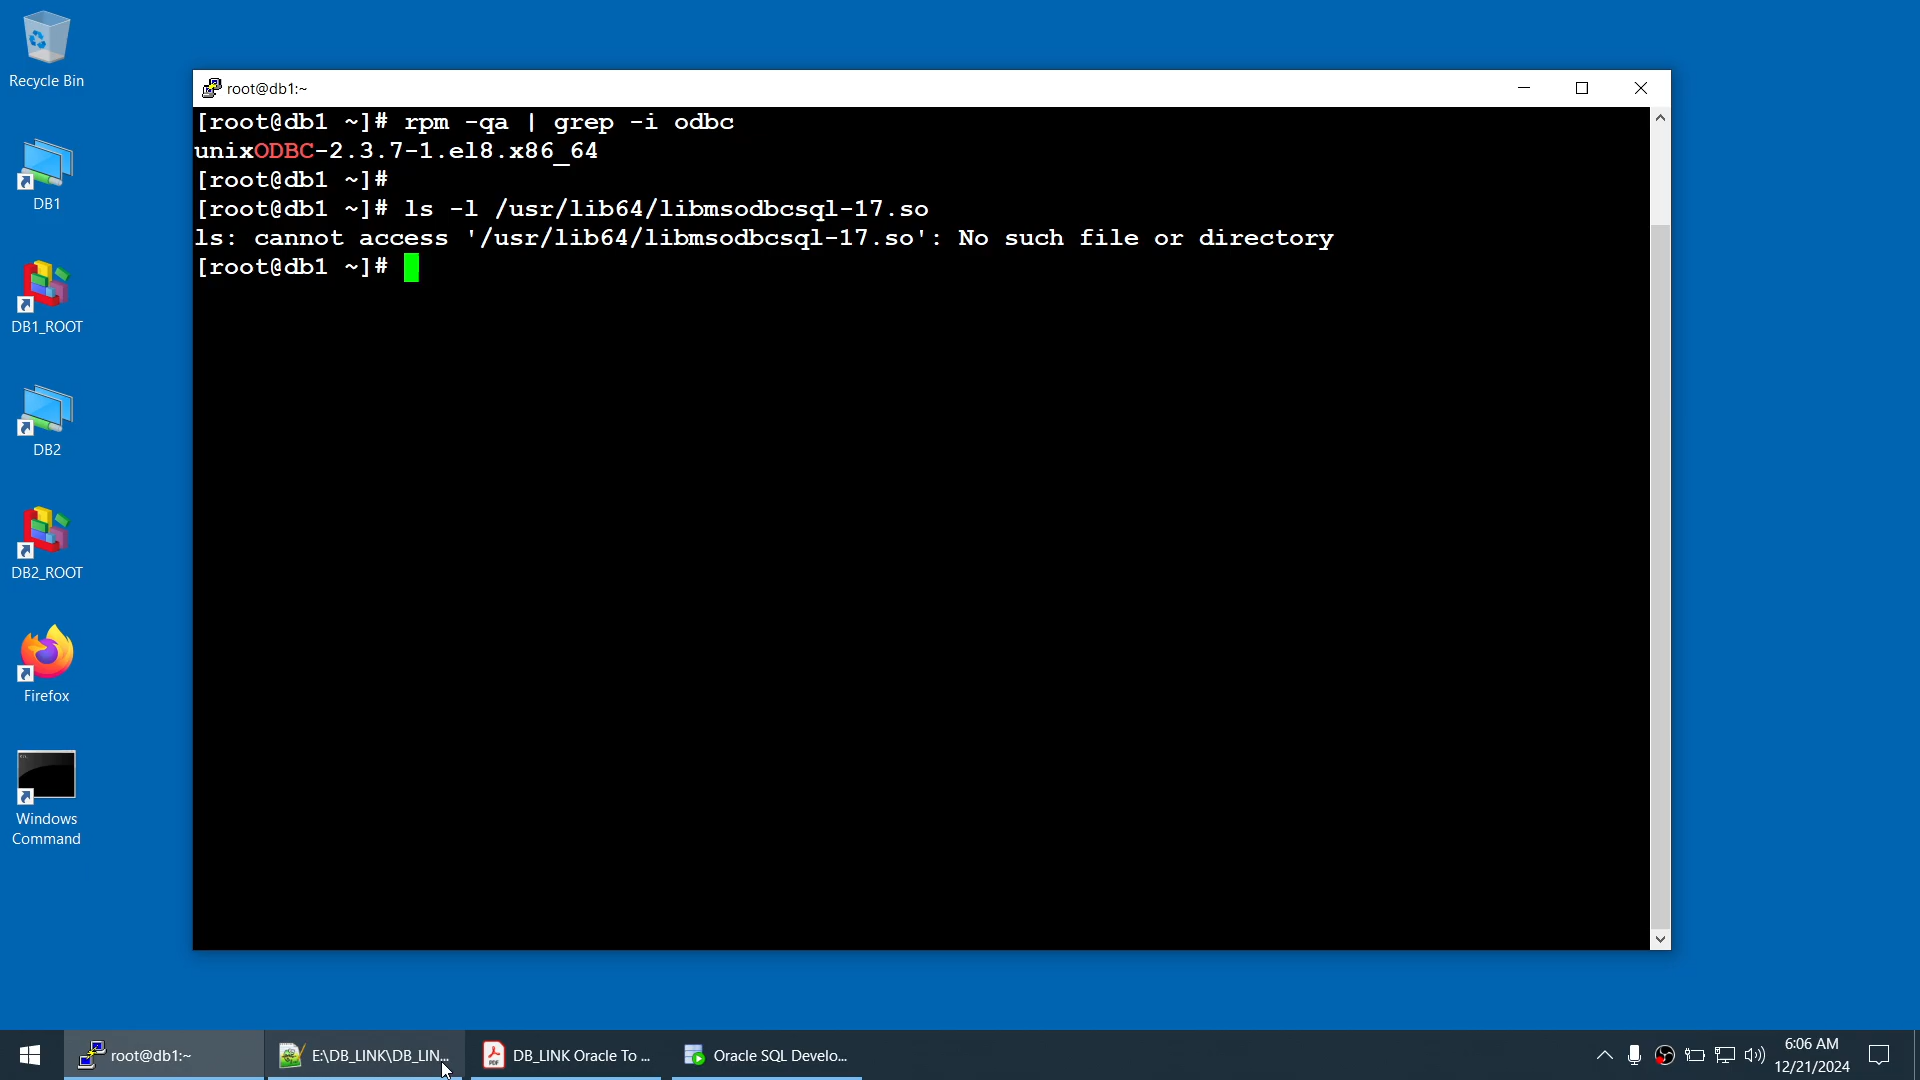 Recycle Bin
DB1
DB1_ROOT
DB2
DB2_ROOT
Firefox
Windows
Command
root@db1:~
[root@db1 ~]# rpm -qa | grep -i odbc
unixODBC-2.3.7-1.el8.x86_64
[root@db1 ~]#
[root@db1 ~]# ls -l /usr/lib64/libmsodbcsql-17.so
ls: cannot access '/usr/lib64/libmsodbcsql-17.so': No such file or directory
[root@db1 ~]#
root@db1:~
E:\DB_LINK\DB_LIN...
DB_LINK Oracle To ...
Oracle SQL Develo...
6:06 AM
12/21/2024